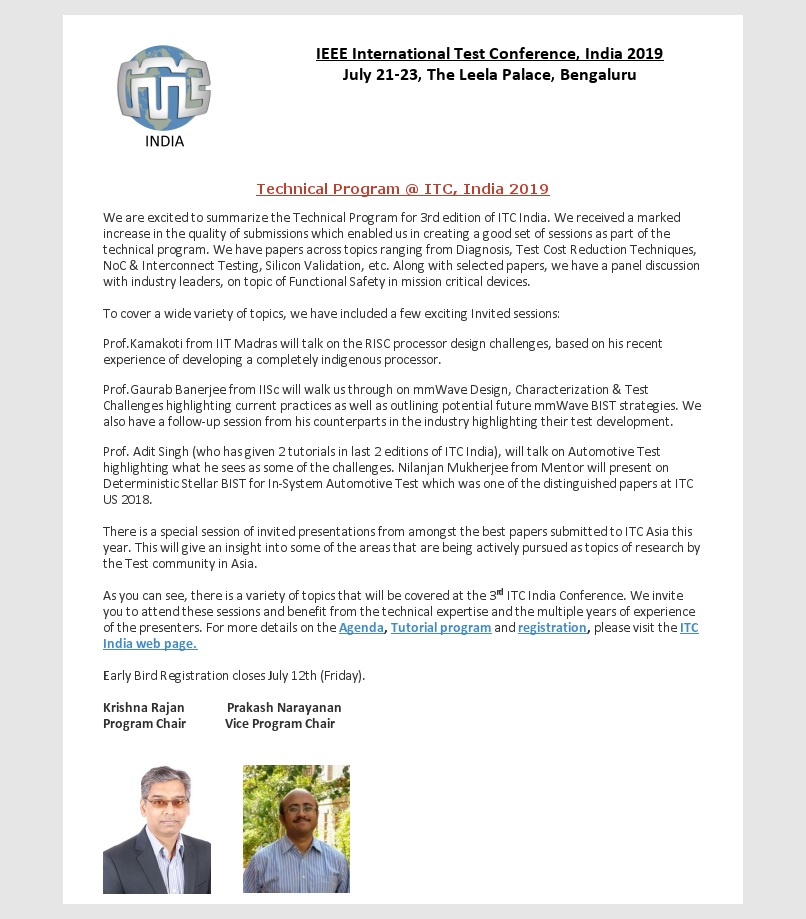 IEEE International Test Conference, India 2019
July 21-23, The Leela Palace, Bengaluru
ITC
INDIA
Technical Program @ ITC, India 2019
We are excited to summarize the Technical Program for 3rd edition of ITC India. We received a marked
increase in the quality of submissions which enabled us in creating a good set of sessions as part of the
technical program. We have papers across topics ranging from Diagnosis, Test Cost Reduction Techniques,
NoC & Interconnect Testing, Silicon Validation, etc. Along with selected papers, we have a panel discussion
with industry leaders, on topic of Functional Safety in mission critical devices.
To cover a wide variety of topics, we have included a few exciting Invited sessions:
Prof.Kamakoti from IIT Madras will talk on the RISC processor design challenges, based on his recent
experience of developing a completely indigenous processor.
Prof.Gaurab Banerjee from IISc will walk us through on mmWave Design, Characterization & Test
Challenges highlighting current practices as well as outlining potential future mmWave BIST strategies. We
also have a follow-up session from his counterparts in the industry highlighting their test development.
Prof. Adit Singh (who has given 2 tutorials in last 2 editions of ITC India), will talk on Automotive Test
highlighting what he sees as some of the challenges. Nilanjan Mukherjee from Mentor will present on
Deterministic Stellar BIST for In-System Automotive Test which was one of the distinguished papers at ITC
US 2018.
There is a special session of invited presentations from amongst the best papers submitted to ITC Asia this
year. This will give an insight into some of the areas that are being actively pursued as topics of research by
the Test community in Asia.
As you can see, there is a variety of topics that will be covered at the 3rd ITC India Conference. We invite
you to attend these sessions and benefit from the technical expertise and the multiple years of experience
of the presenters. For more details on the Agenda, Tutorial program and registration, please visit the ITC
India web page.
Early Bird Registration closes July 12th (Friday).
Krishna Rajan Prakash Narayanan
Program Chair Vice Program Chair